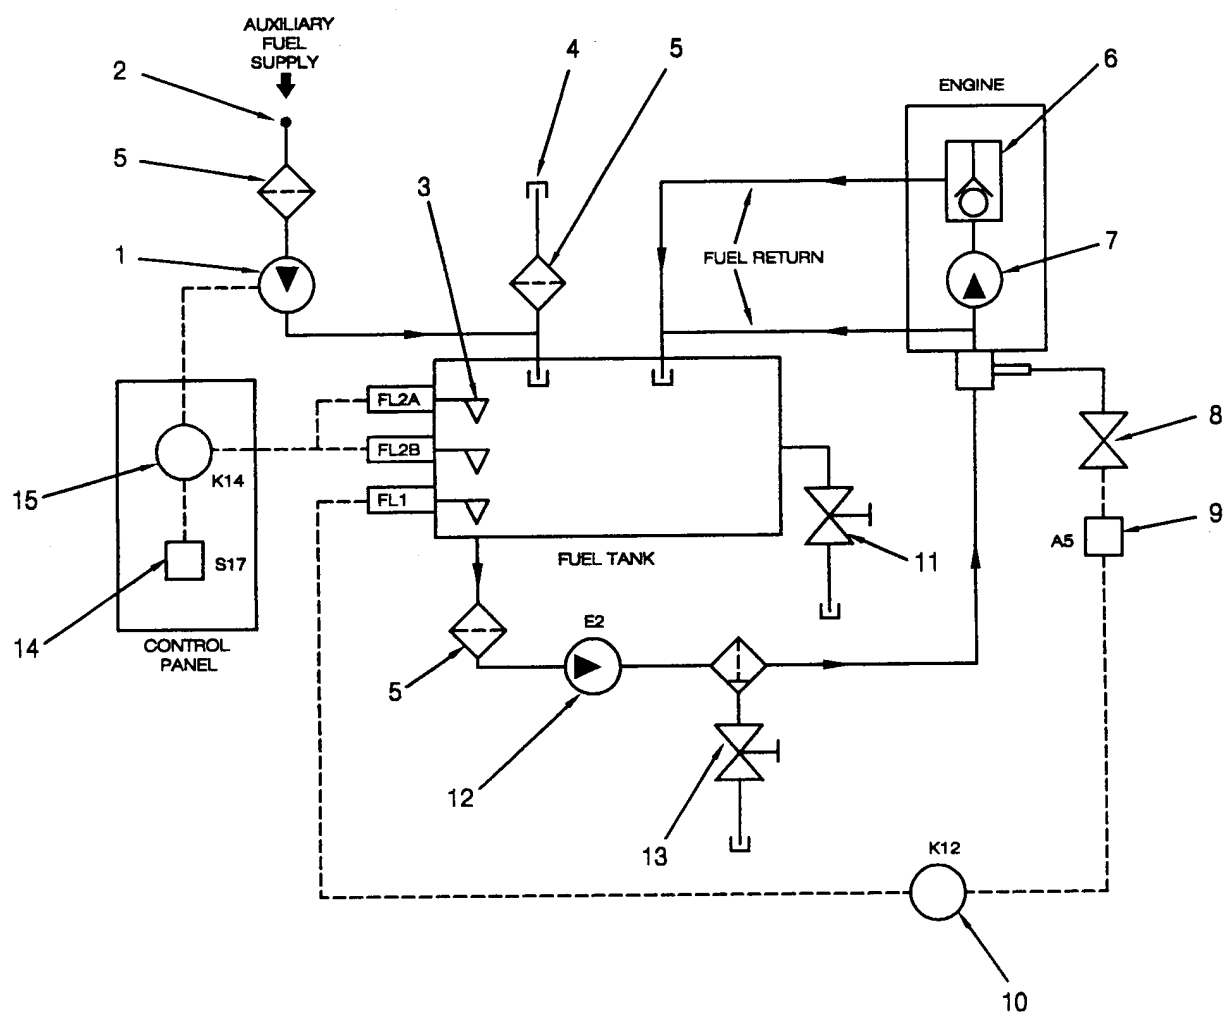 AUXILIARY
FUEL
SUPPLY
2
4
5
6
ENGINE
5
3
1
FUEL RETURN
7
FL2A
8
FL2B
15
K14
FL1
9
A5
S17
FUEL TANK
11
14
CONTROL
PANEL
E2
5
12
13
K12
10